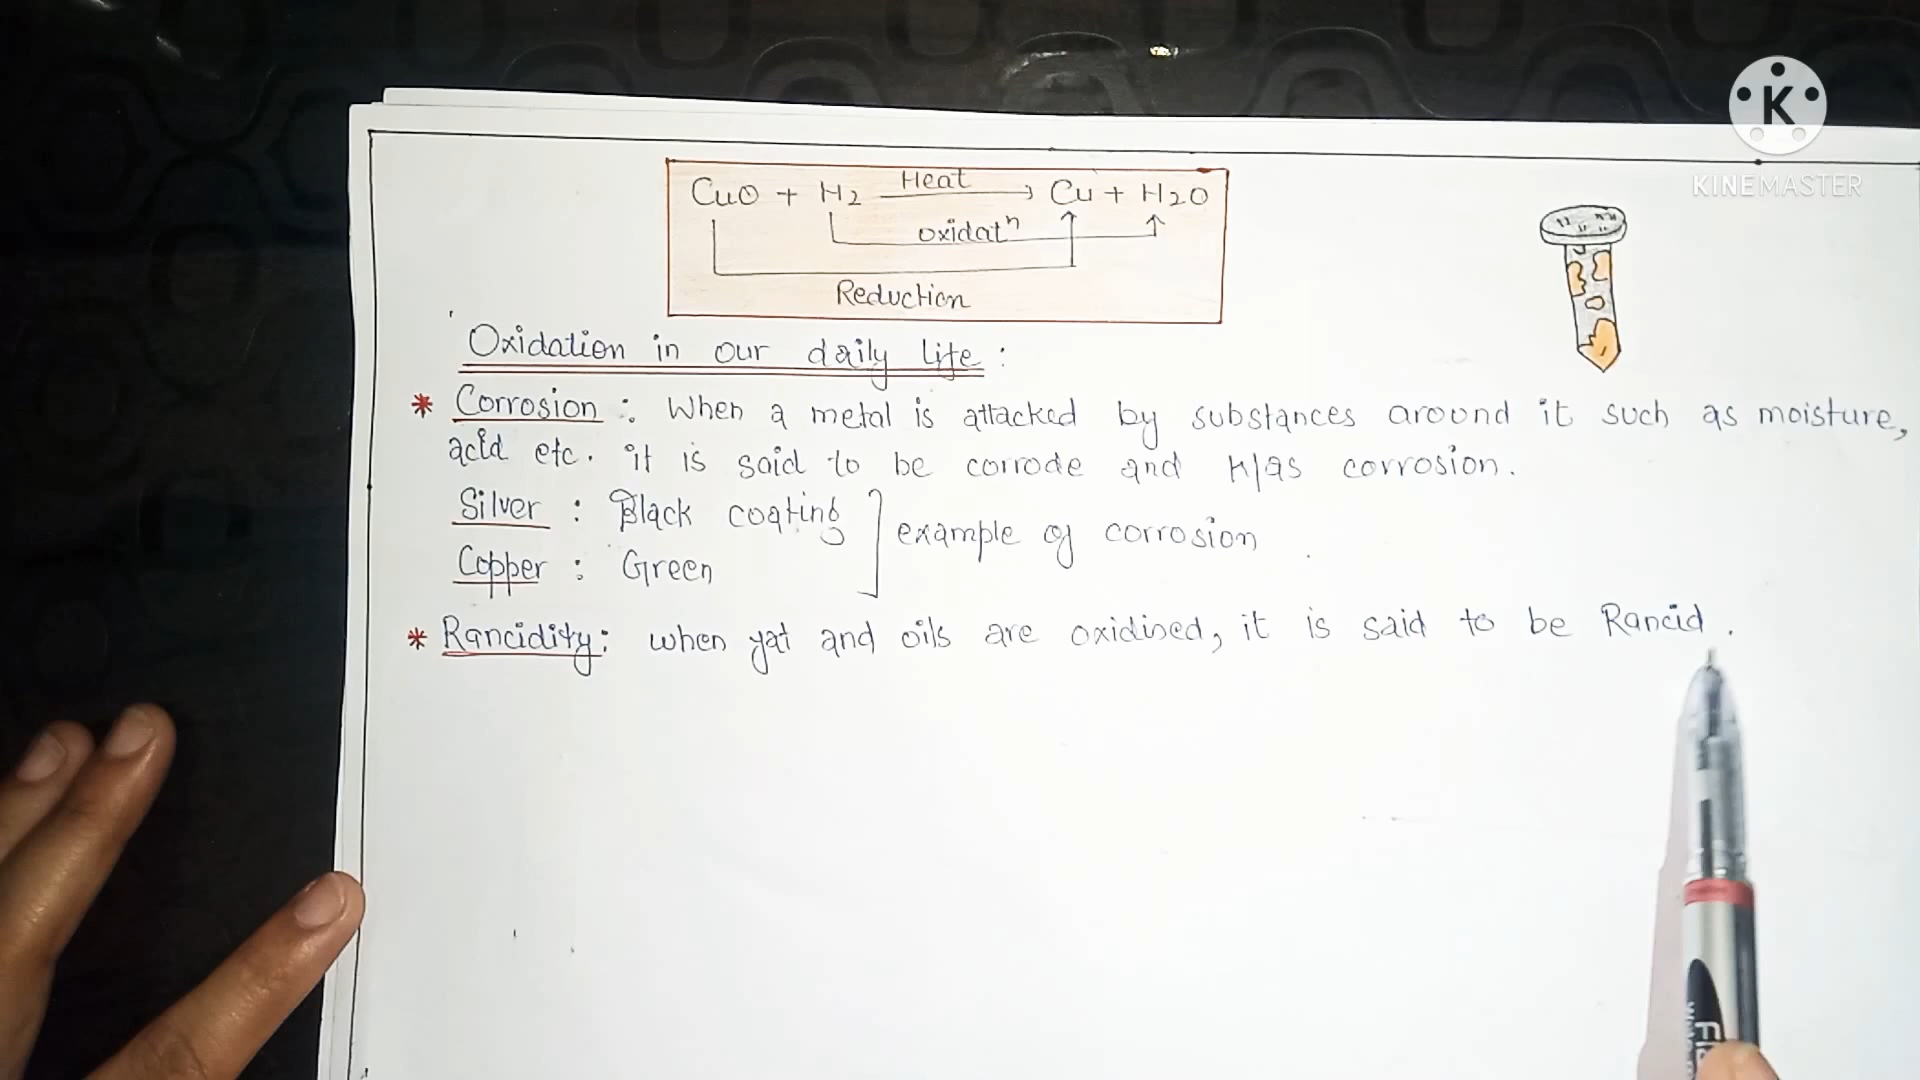 K
KINEMASTER
CuO + H2 Heat → Cu + H2O
oxidatn
Reduction
Oxidation in our daily life :
* Corrosion : When a metal is attacked by substances around it such as moisture,
acid etc. it is said to be corrode and K/as corrosion.
Silver : Black coating
Copper : Green
example of corrosion
* Rancidity: when fat and oils are oxidised, it is said to be Rancid.